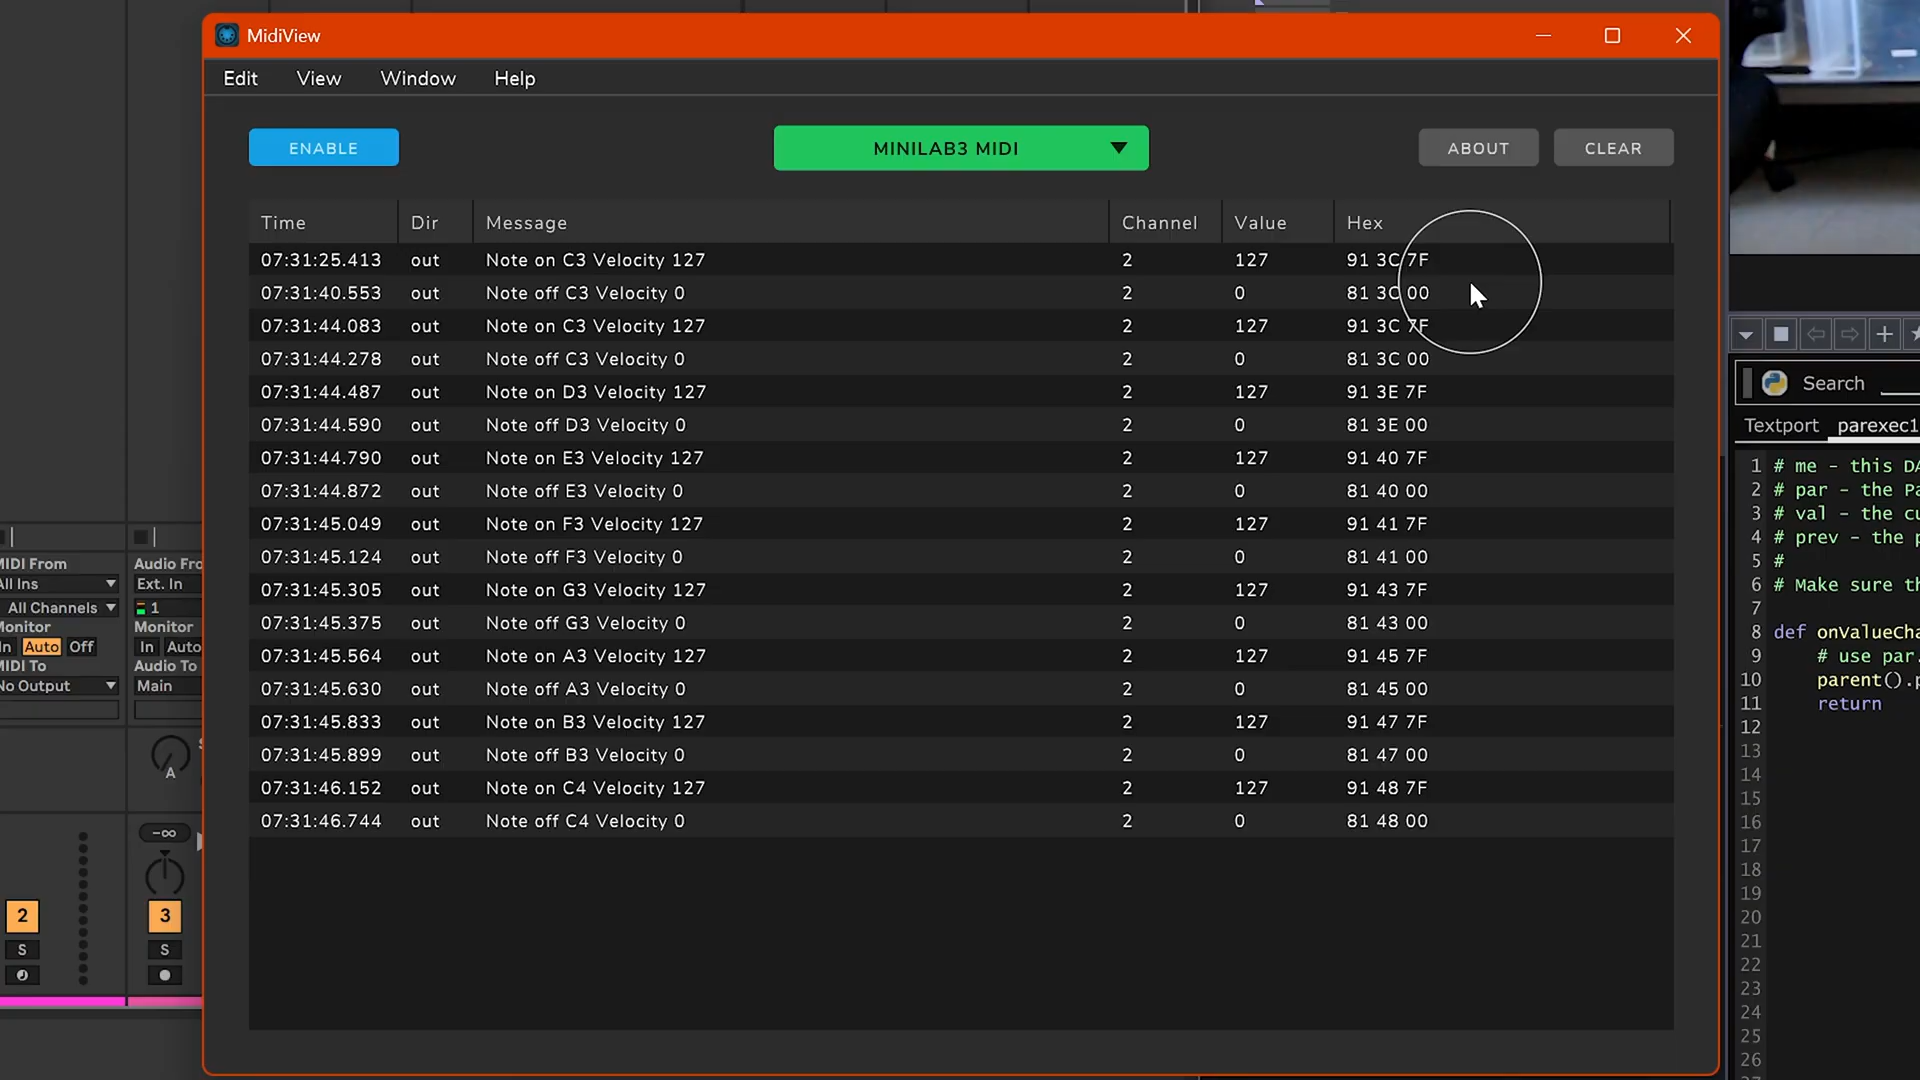 MidiView
Edit View Window Help
ENABLE MINILAB3 MIDI ABOUT CLEAR
Time Dir Message Channel Value Hex
07:31:25.413 out Note on C3 Velocity 127 2 127 91 3C 7F
07:31:40.553 out Note off C3 Velocity 0 2 0 81 3C 00
07:31:44.083 out Note on C3 Velocity 127 2 127 91 3C 7F
07:31:44.278 out Note off C3 Velocity 0 2 0 81 3C 00
07:31:44.487 out Note on D3 Velocity 127 2 127 91 3E 7F
07:31:44.590 out Note off D3 Velocity 0 2 0 81 3E 00
07:31:44.790 out Note on E3 Velocity 127 2 127 91 40 7F
07:31:44.872 out Note off E3 Velocity 0 2 0 81 40 00
07:31:45.049 out Note on F3 Velocity 127 2 127 91 41 7F
07:31:45.124 out Note off F3 Velocity 0 2 0 81 41 00
07:31:45.305 out Note on G3 Velocity 127 2 127 91 43 7F
07:31:45.375 out Note off G3 Velocity 0 2 0 81 43 00
07:31:45.564 out Note on A3 Velocity 127 2 127 91 45 7F
07:31:45.630 out Note off A3 Velocity 0 2 0 81 45 00
07:31:45.833 out Note on B3 Velocity 127 2 127 91 47 7F
07:31:45.899 out Note off B3 Velocity 0 2 0 81 47 00
07:31:46.152 out Note on C4 Velocity 127 2 127 91 48 7F
07:31:46.744 out Note off C4 Velocity 0 2 0 81 48 00
MIDI From Audio Fro
All Ins Ext. In
All Channels 1
Monitor Monitor
In Auto Off In Auto
MIDI To Audio To
No Output Main
A
-∞
2 3
S S
Search
Textport parexec1
1 # me - this DA
2 # par - the Pa
3 # val - the cu
4 # prev - the p
5 #
6 # Make sure th
7
8 def onValueCha
9 # use par.
10 parent().p
11 return
12
13
14
15
16
17
18
19
20
21
22
23
24
25
26